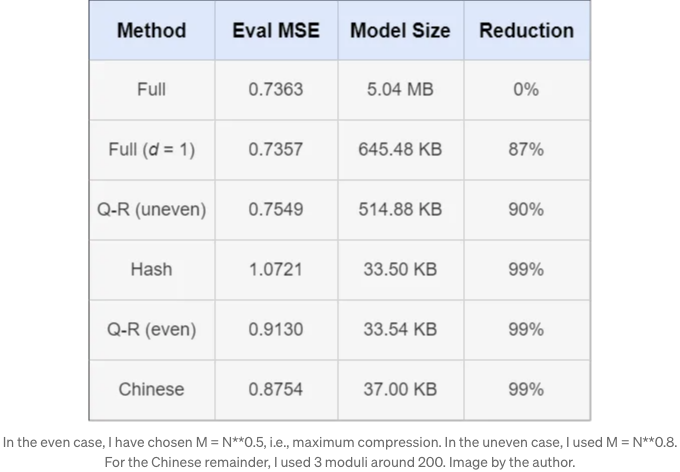 Method Eval MSE Model Size Reduction
Full 0.7363 5.04 MB 0%
Full (d = 1) 0.7357 645.48 KB 87%
Q-R (uneven) 0.7549 514.88 KB 90%
Hash 1.0721 33.50 KB 99%
Q-R (even) 0.9130 33.54 KB 99%
Chinese 0.8754 37.00 KB 99%
In the even case, I have chosen M = N**0.5, i.e., maximum compression. In the uneven case, I used M = N**0.8.
For the Chinese remainder, I used 3 moduli around 200. Image by the author.